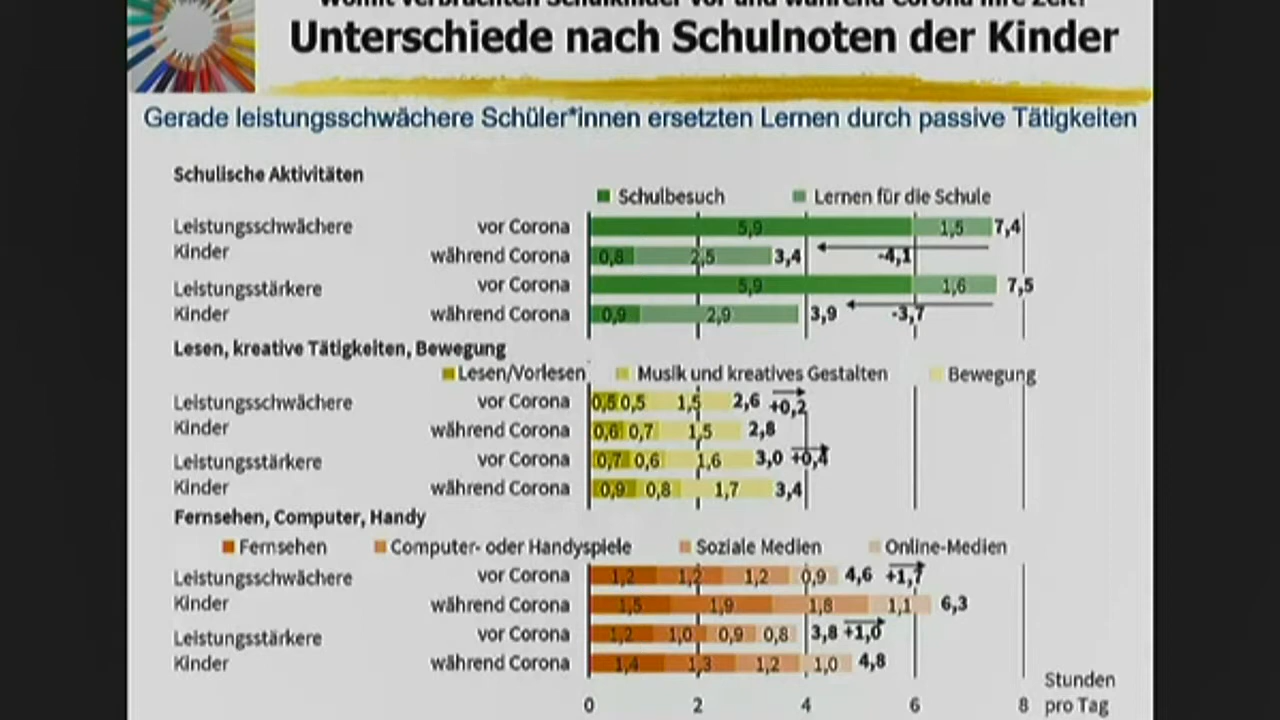 Womit verbrachten Schulkinder vor und während Corona ihre Zeit?
Unterschiede nach Schulnoten der Kinder
Gerade leistungsschwächere Schüler*innen ersetzten Lernen durch passive Tätigkeiten
Schulische Aktivitäten
Schulbesuch Lernen für die Schule
Leistungsschwächere Kinder vor Corona 5,9 1,5 7,4
während Corona 0,8 2,5 3,4 -4,1
Leistungsstärkere Kinder vor Corona 5,9 1,6 7,5
während Corona 0,9 2,9 3,9 -3,7
Lesen, kreative Tätigkeiten, Bewegung
Lesen/Vorlesen Musik und kreatives Gestalten Bewegung
Leistungsschwächere Kinder vor Corona 0,5 0,5 1,5 2,6 +0,2
während Corona 0,6 0,7 1,5 2,8
Leistungsstärkere Kinder vor Corona 0,7 0,6 1,6 3,0 +0,4
während Corona 0,9 0,8 1,7 3,4
Fernsehen, Computer, Handy
Fernsehen Computer- oder Handyspiele Soziale Medien Online-Medien
Leistungsschwächere Kinder vor Corona 1,2 1,2 1,2 0,9 4,6 +1,7
während Corona 1,5 1,9 1,8 1,1 6,3
Leistungsstärkere Kinder vor Corona 1,2 1,0 0,9 0,8 3,8 +1,0
während Corona 1,4 1,3 1,2 1,0 4,8
0 2 4 6 8 Stunden pro Tag